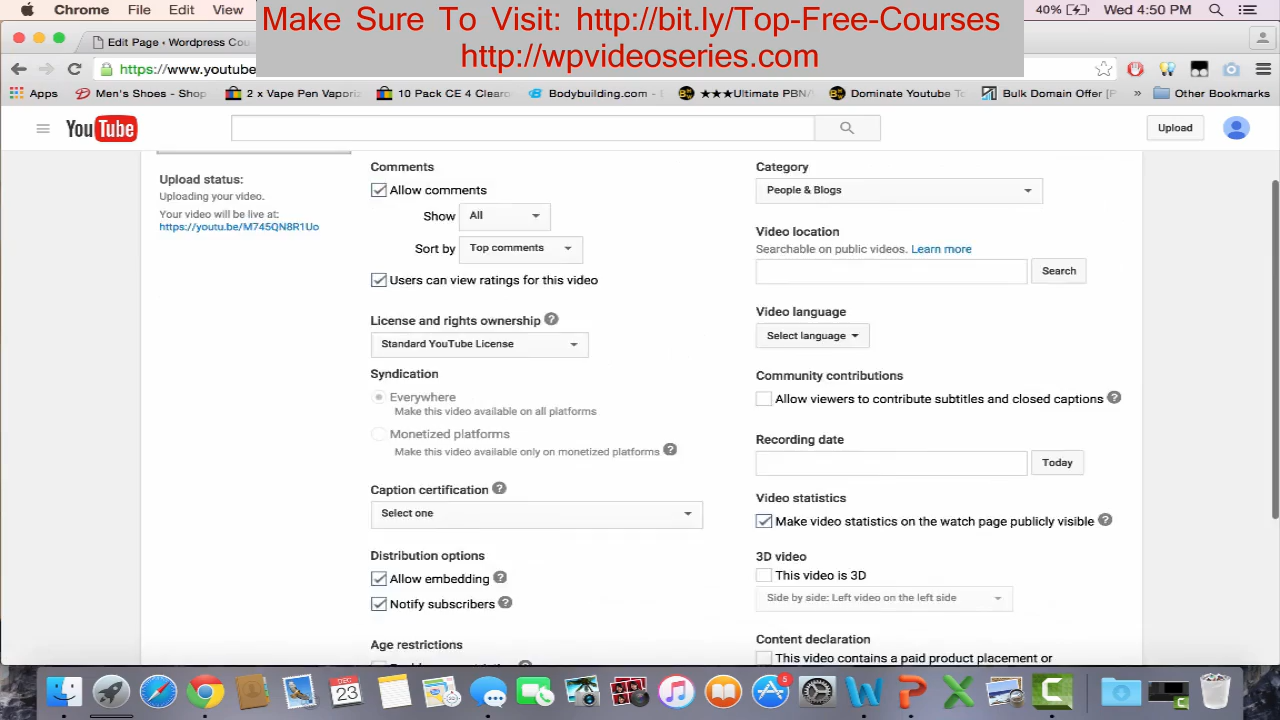 Chrome File Edit View
Make Sure To Visit: http://bit.ly/Top-Free-Courses
http://wpvideoseries.com
40% Wed 4:50 PM
Edit Page • Wordpress Cou
https://www.youtube
Apps Men's Shoes - Shop 2 x Vape Pen Vapori 10 Pack CE 4 Clearo Bodybuilding.com - ★★★Ultimate PBN/ Dominate Youtube To Bulk Domain Offer [P » Other Bookmarks
YouTube Upload
Upload status:
Uploading your video.
Your video will be live at:
https://youtu.be/M745QN8R1Uo
Comments
Allow comments
Show All
Sort by Top comments
Users can view ratings for this video
License and rights ownership ?
Standard YouTube License
Syndication
Everywhere
Make this video available on all platforms
Monetized platforms
Make this video available only on monetized platforms ?
Caption certification ?
Select one
Distribution options
Allow embedding ?
Notify subscribers ?
Age restrictions
Category
People & Blogs
Video location
Searchable on public videos. Learn more
Search
Video language
Select language
Community contributions
Allow viewers to contribute subtitles and closed captions ?
Recording date
Today
Video statistics
Make video statistics on the watch page publicly visible ?
3D video
This video is 3D
Side by side: Left video on the left side
Content declaration
This video contains a paid product placement or
DEC
23
5